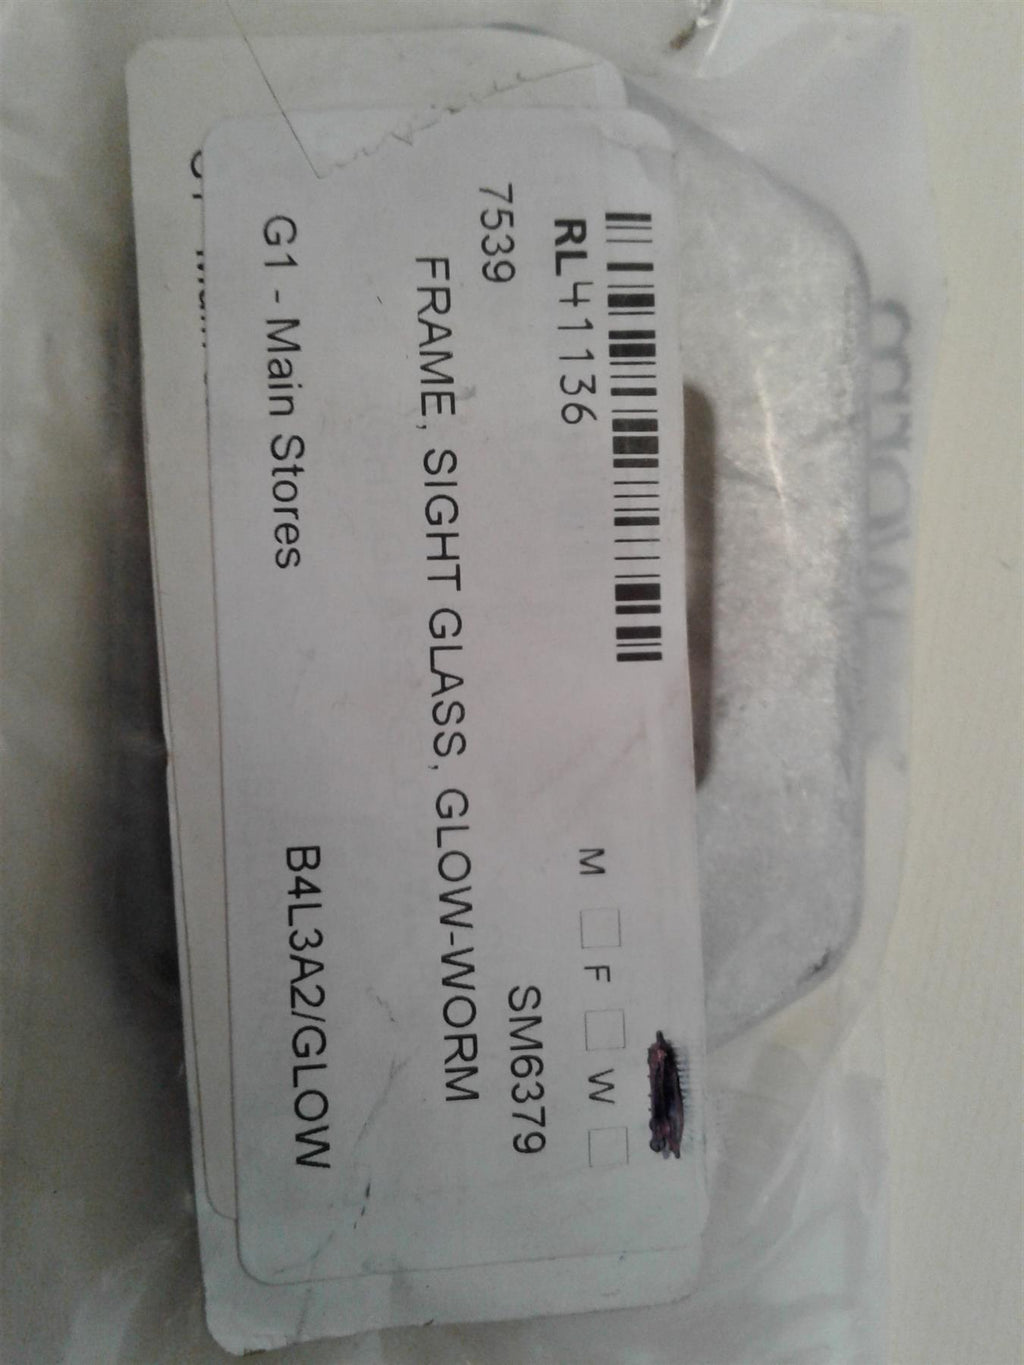 RL41136
M F W
7539
SM6379
FRAME, SIGHT GLASS, GLOW-WORM
G1 - Main Stores
B4L3A2/GLOW